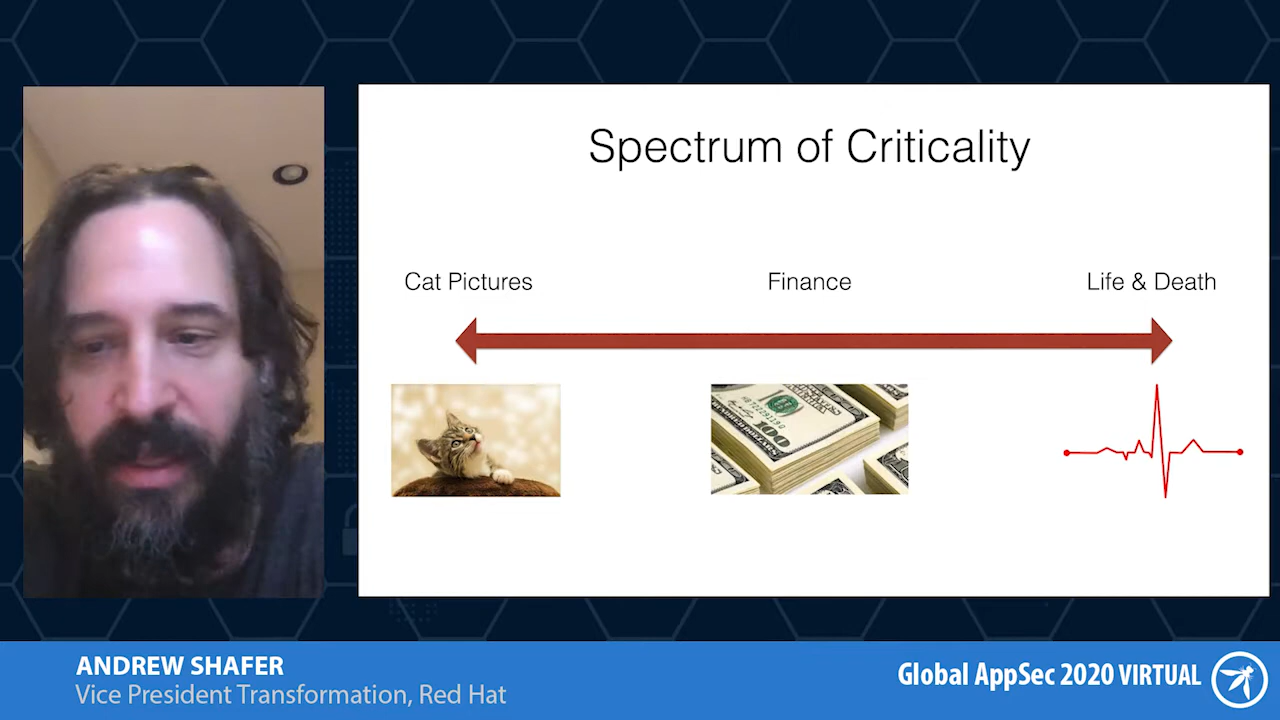 Spectrum of Criticality
Cat Pictures
Finance
Life & Death
100
ANDREW SHAFER
Vice President Transformation, Red Hat
Global AppSec 2020 VIRTUAL